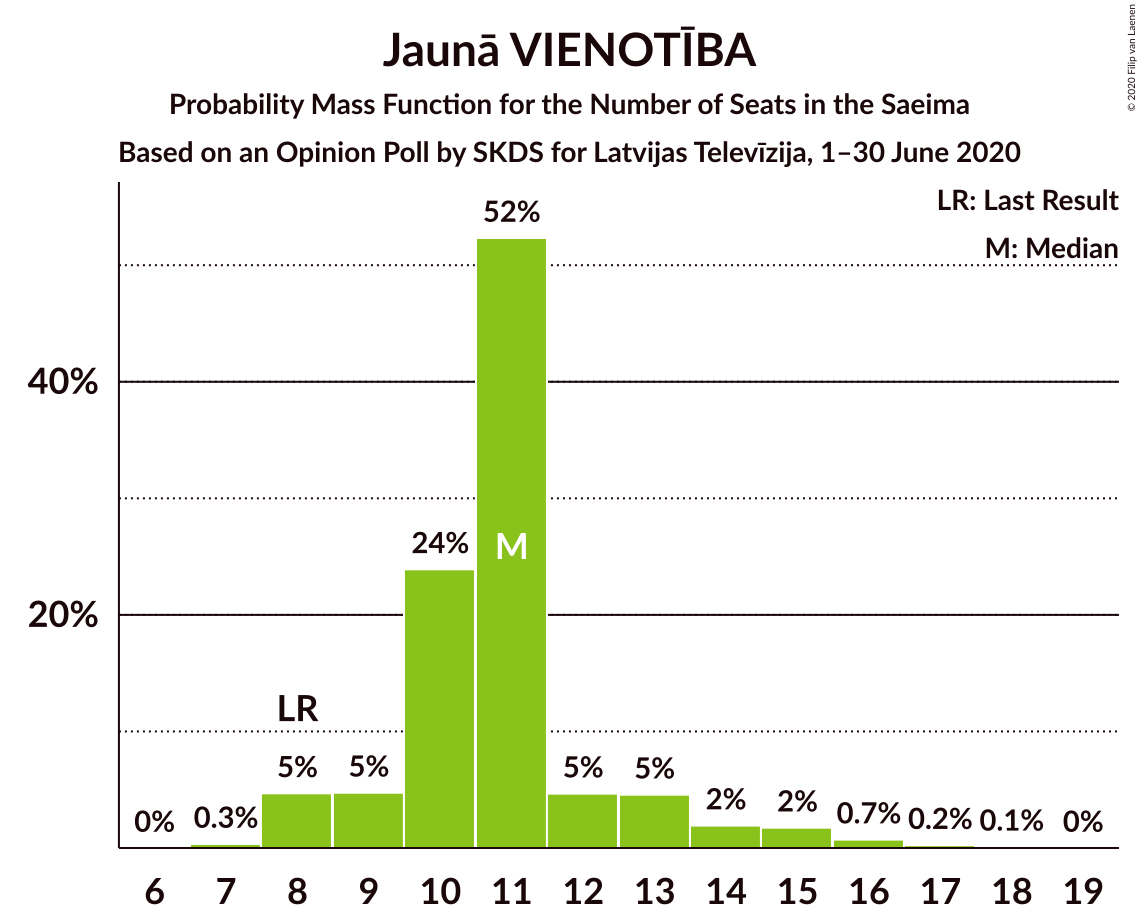 Jaunā VIENOTĪBA
Probability Mass Function for the Number of Seats in the Saeima
Based on an Opinion Poll by SKDS for Latvijas Televīzija, 1–30 June 2020
© 2020 Filip van Laenen
LR: Last Result
M: Median
52%
40%
24%
M
20%
LR
0%
0.3%
5%
5%
5%
5%
2%
2%
0.7%
0.2%
0.1%
0%
6 7 8 9 10 11 12 13 14 15 16 17 18 19